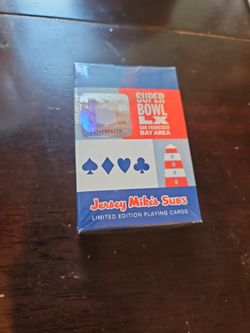 SUPER
BOWL
LX
SAN FRANCISCO
BAY AREA
Jersey Mike's Subs
LIMITED EDITION PLAYING CARDS